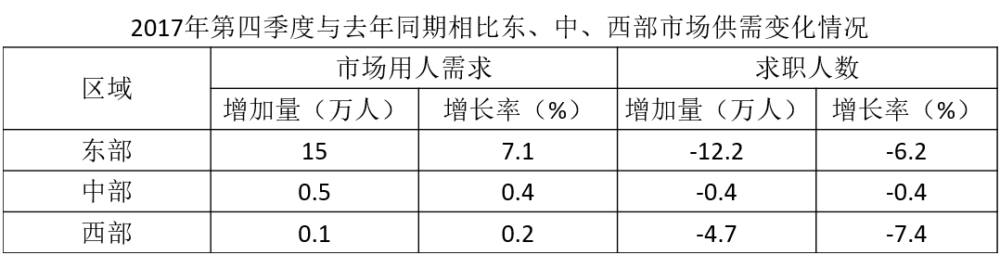 2017年第四季度与去年同期相比东、中、西部市场供需变化情况
区域 市场用人需求 求职人数
增加量（万人） 增长率（%） 增加量（万人） 增长率（%）
东部 15 7.1 -12.2 -6.2
中部 0.5 0.4 -0.4 -0.4
西部 0.1 0.2 -4.7 -7.4